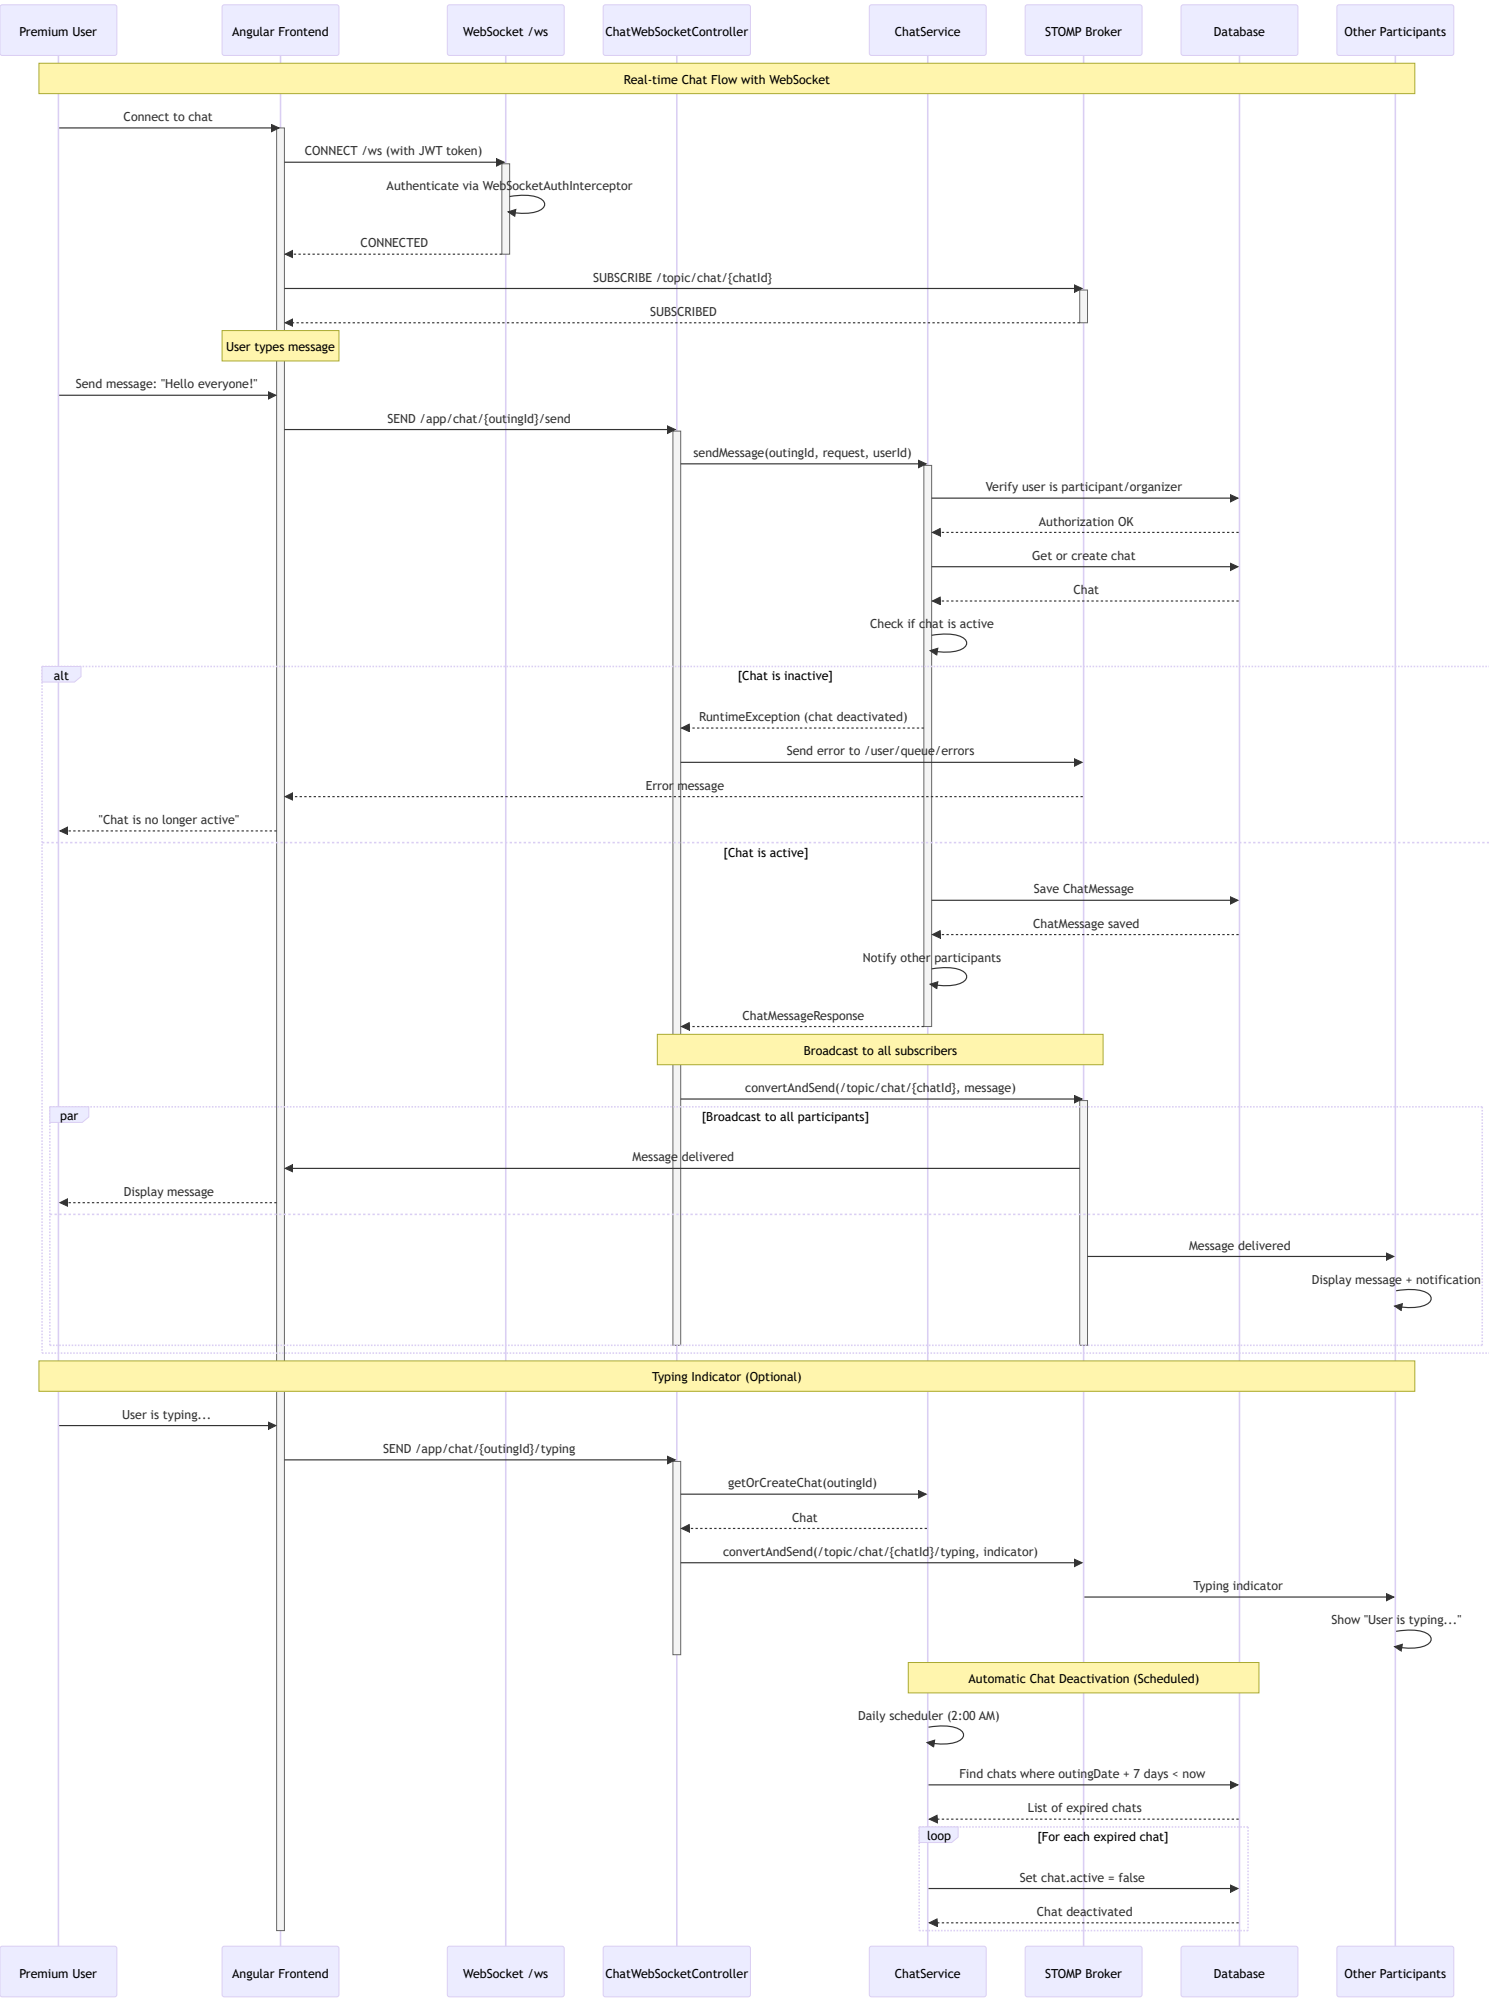 Premium User
Angular Frontend
WebSocket /ws
ChatWebSocketController
ChatService
STOMP Broker
Database
Other Participants
Real-time Chat Flow with WebSocket
Connect to chat
CONNECT /ws (with JWT token)
Authenticate via WebSocketAuthInterceptor
CONNECTED
SUBSCRIBE /topic/chat/{chatId}
SUBSCRIBED
User types message
Send message: "Hello everyone!"
SEND /app/chat/{outingId}/send
sendMessage(outingId, request, userId)
Verify user is participant/organizer
Authorization OK
Get or create chat
Chat
Check if chat is active
alt
[Chat is inactive]
RuntimeException (chat deactivated)
Send error to /user/queue/errors
Error message
"Chat is no longer active"
[Chat is active]
Save ChatMessage
ChatMessage saved
Notify other participants
ChatMessageResponse
Broadcast to all subscribers
convertAndSend(/topic/chat/{chatId}, message)
par
[Broadcast to all participants]
Message delivered
Display message
Message delivered
Display message + notification
Typing Indicator (Optional)
User is typing...
SEND /app/chat/{outingId}/typing
getOrCreateChat(outingId)
Chat
convertAndSend(/topic/chat/{chatId}/typing, indicator)
Typing indicator
Show "User is typing..."
Automatic Chat Deactivation (Scheduled)
Daily scheduler (2:00 AM)
Find chats where outingDate + 7 days < now
List of expired chats
loop
[For each expired chat]
Set chat.active = false
Chat deactivated
Premium User
Angular Frontend
WebSocket /ws
ChatWebSocketController
ChatService
STOMP Broker
Database
Other Participants